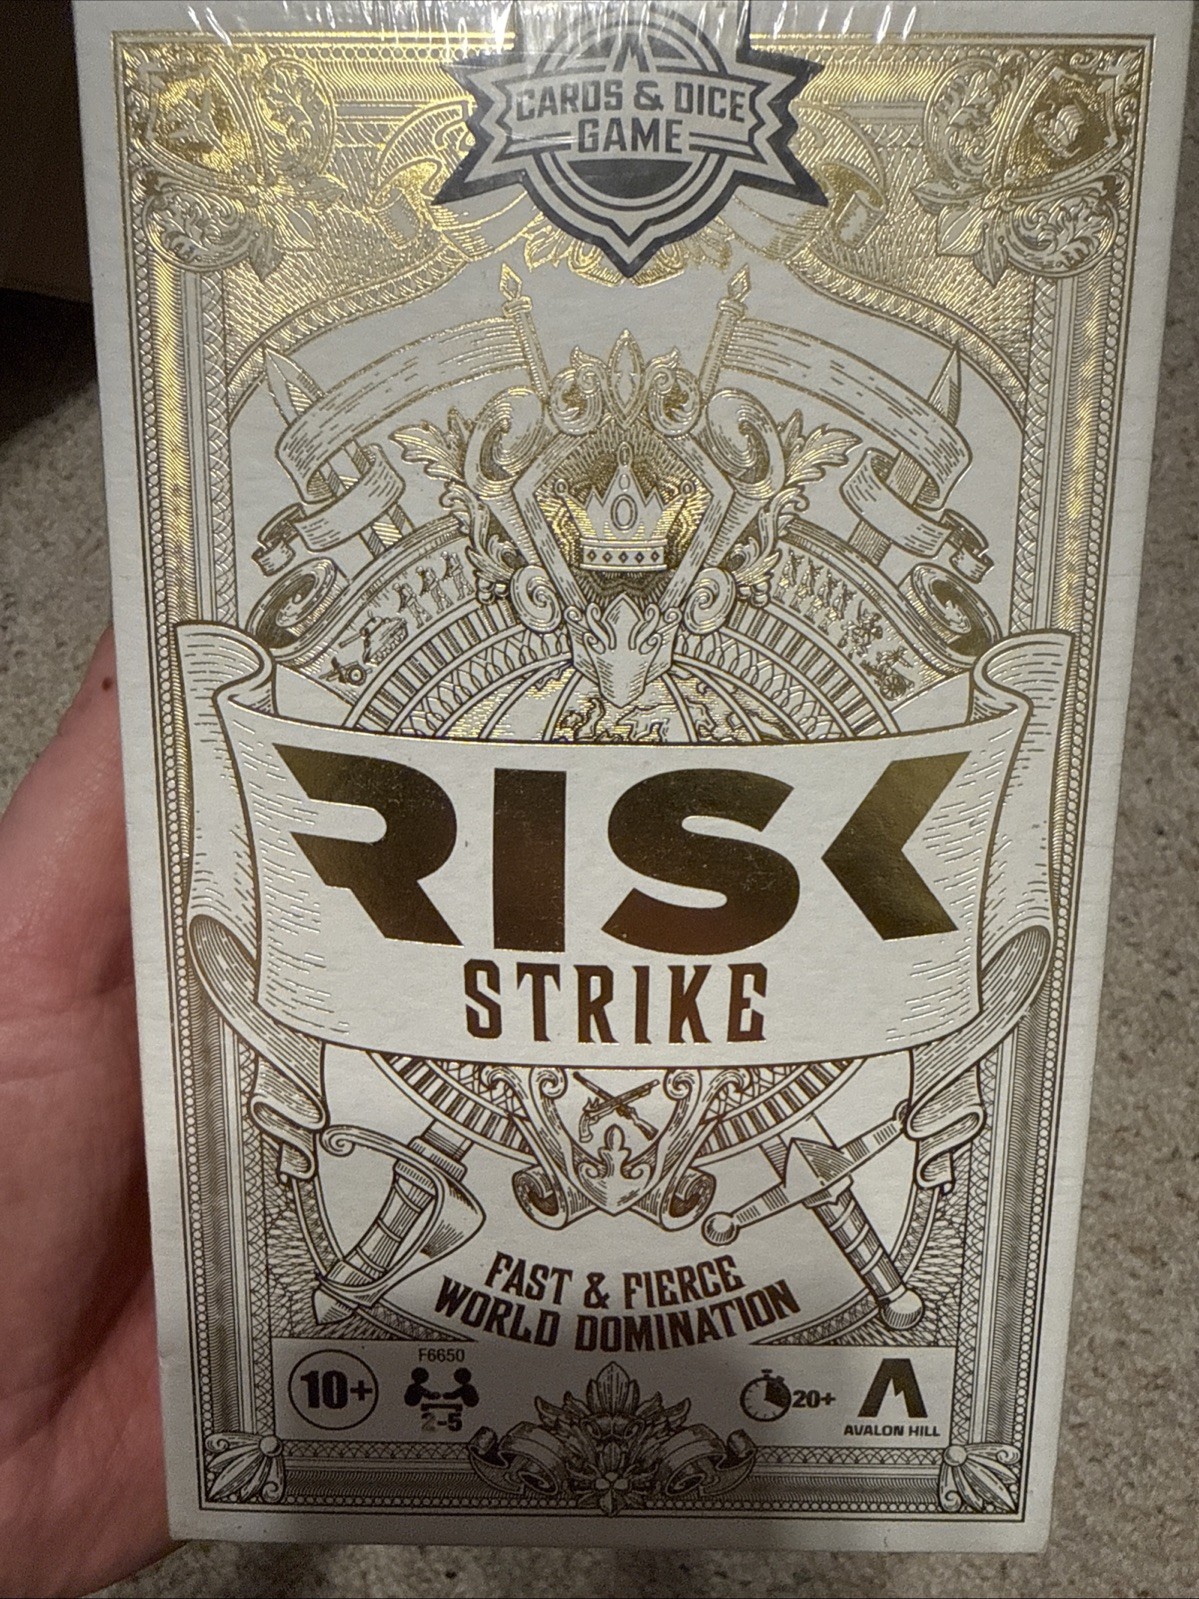 CARDS & DICE
GAME
RISK
STRIKE
FAST & FIERCE
WORLD DOMINATION
F6650
10+
2-5
20+
AVALON HILL